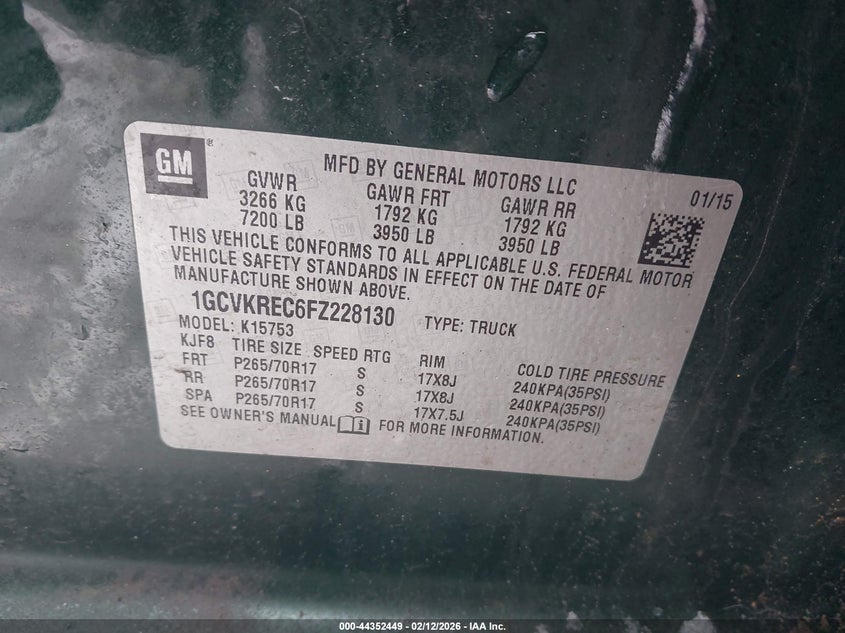 GM ®
MFD BY GENERAL MOTORS LLC
01/15
GVWR GAWR FRT GAWR RR
3266 KG 1792 KG 1792 KG
7200 LB 3950 LB 3950 LB
THIS VEHICLE CONFORMS TO ALL APPLICABLE U.S. FEDERAL MOTOR
VEHICLE SAFETY STANDARDS IN EFFECT ON THE DATE OF
MANUFACTURE SHOWN ABOVE.
1GCVKREC6FZ228130 TYPE: TRUCK
MODEL: K15753
KJF8 TIRE SIZE SPEED RTG RIM COLD TIRE PRESSURE
FRT P265/70R17 S 17X8J 240KPA(35PSI)
RR P265/70R17 S 17X8J 240KPA(35PSI)
SPA P265/70R17 S 17X7.5J 240KPA(35PSI)
SEE OWNER'S MANUAL FOR MORE INFORMATION.
000-44352449 - 02/12/2026 - IAA Inc.